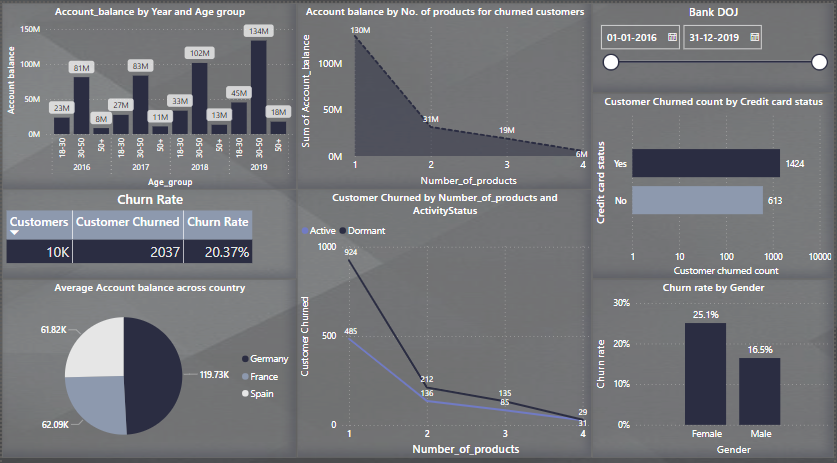 Account_balance by Year and Age group
Account balance
150M
100M
50M
0M
23M
81M
8M
27M
83M
11M
33M
102M
13M
45M
134M
18M
18-30
30-50
50+
18-30
30-50
50+
18-30
30-50
50+
18-30
30-50
50+
2016
2017
2018
2019
Age_group
Account balance by No. of products for churned customers
Sum of Account_balance
100M
50M
0M
130M
31M
19M
6M
1
2
3
4
Number_of_products
Bank DOJ
01-01-2016
31-12-2019
Customer Churned count by Credit card status
Credit card status
Yes
1424
No
613
1
10
100
1000
10000
Customer churned count
Churn Rate
Customers
Customer Churned
Churn Rate
10K
2037
20.37%
Customer Churned by Number_of_products and
ActivityStatus
Active
Dormant
Customer Churned
1000
500
0
924
485
212
136
135
85
29
31
1
2
3
4
Number_of_products
Average Account balance across country
61.82K
119.73K
62.09K
Germany
France
Spain
Churn rate by Gender
Churn rate
30%
20%
10%
0%
25.1%
16.5%
Female
Male
Gender